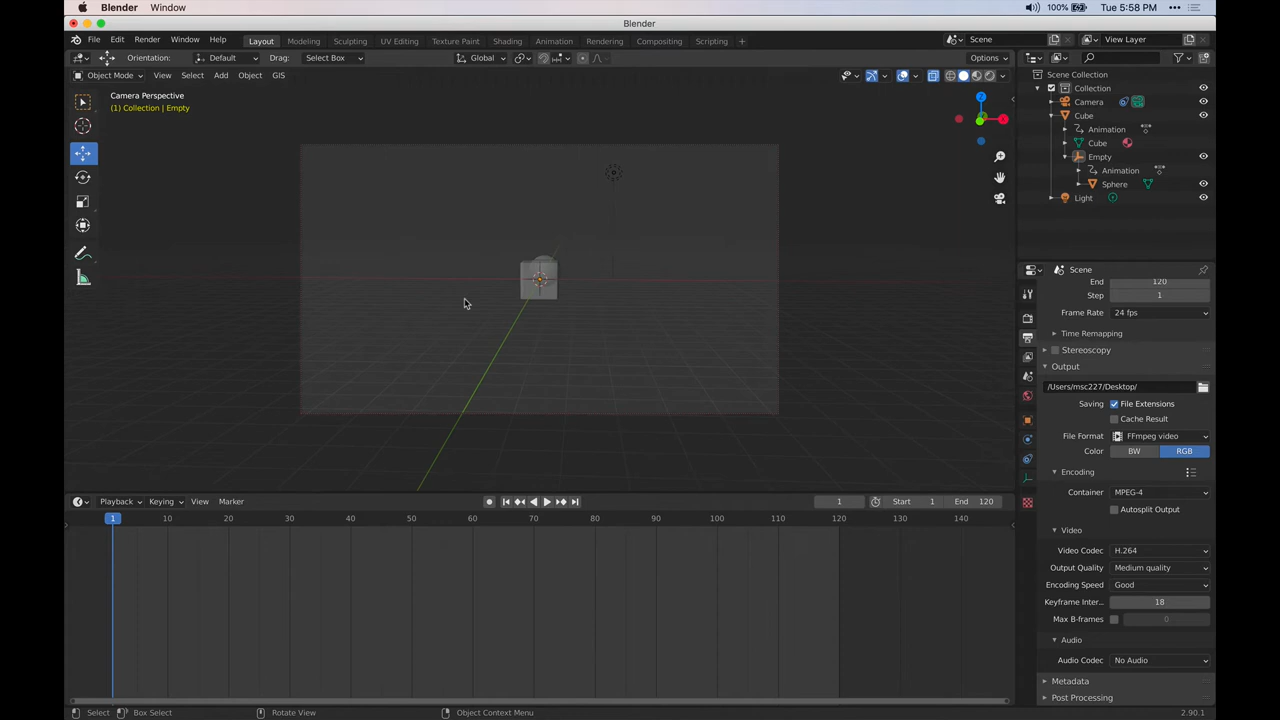 Blender Window 100% Tue 5:58 PM
Blender
File Edit Render Window Help Layout Modeling Sculpting UV Editing Texture Paint Shading Animation Rendering Compositing Scripting + Scene View Layer
Orientation: Default Drag: Select Box Global Options
Object Mode View Select Add Object GIS
Camera Perspective
(1) Collection | Empty
Z
X
Scene Collection
Collection
Camera
Cube
Animation
Cube
Empty
Animation
Sphere
Light
Scene
End 120
Step 1
Frame Rate 24 fps
Time Remapping
Stereoscopy
Output
/Users/msc227/Desktop/
Saving File Extensions
Cache Result
File Format FFmpeg video
Color BW RGB
Encoding
Container MPEG-4
Autosplit Output
Video
Video Codec H.264
Output Quality Medium quality
Encoding Speed Good
Keyframe Inter... 18
Max B-frames 0
Audio
Audio Codec No Audio
Metadata
Post Processing
Playback Keying View Marker 1 Start 1 End 120
1 10 20 30 40 50 60 70 80 90 100 110 120 130 140
Select Box Select Rotate View Object Context Menu 2.90.1